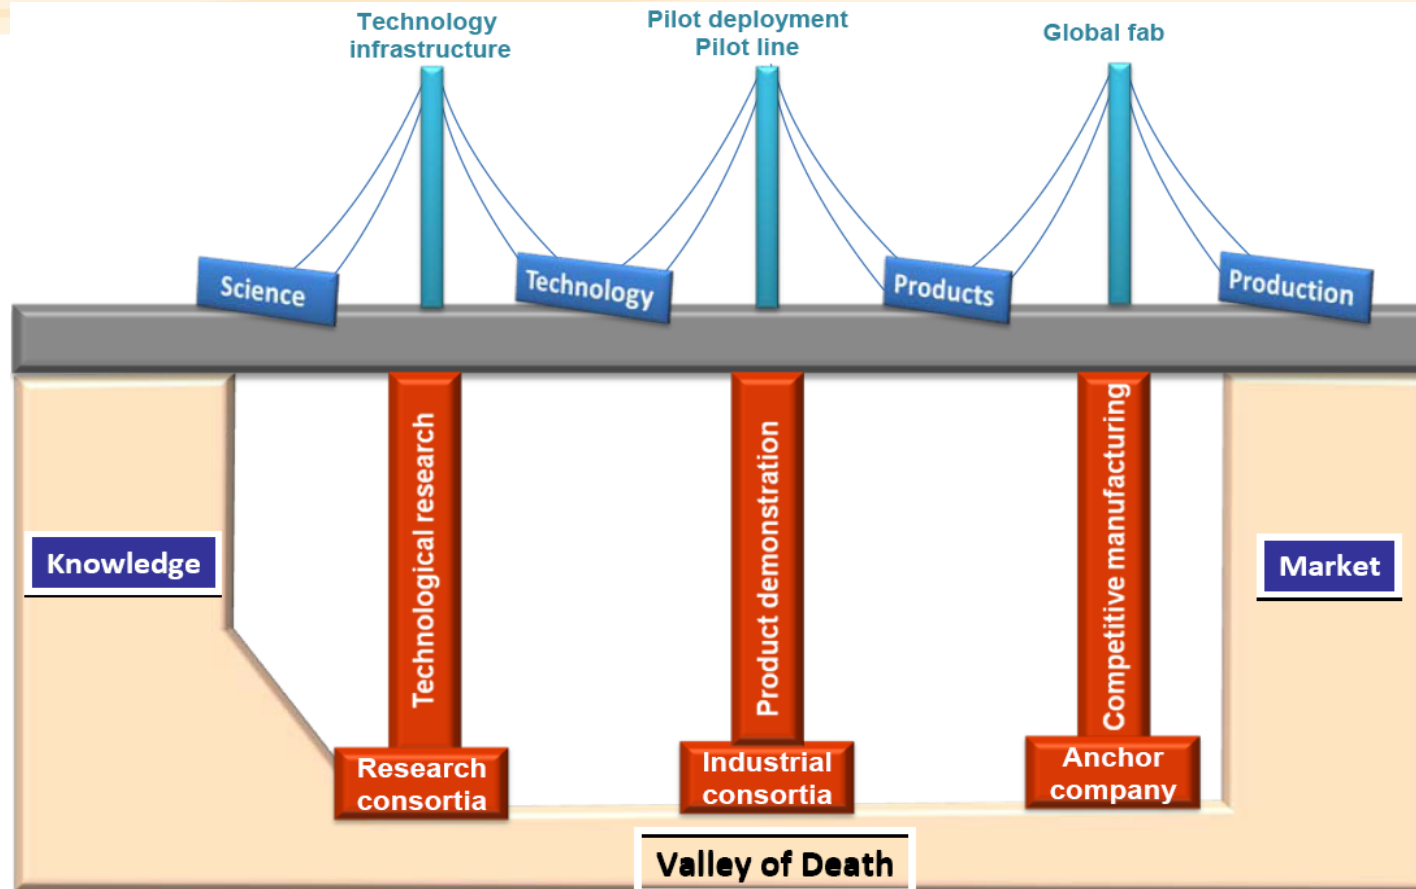 Technology
infrastructure
Pilot deployment
Pilot line
Global fab
Science
Technology
Products
Production
Technological research
Product demonstration
Competitive manufacturing
Knowledge
Market
Research
consortia
Industrial
consortia
Anchor
company
Valley of Death